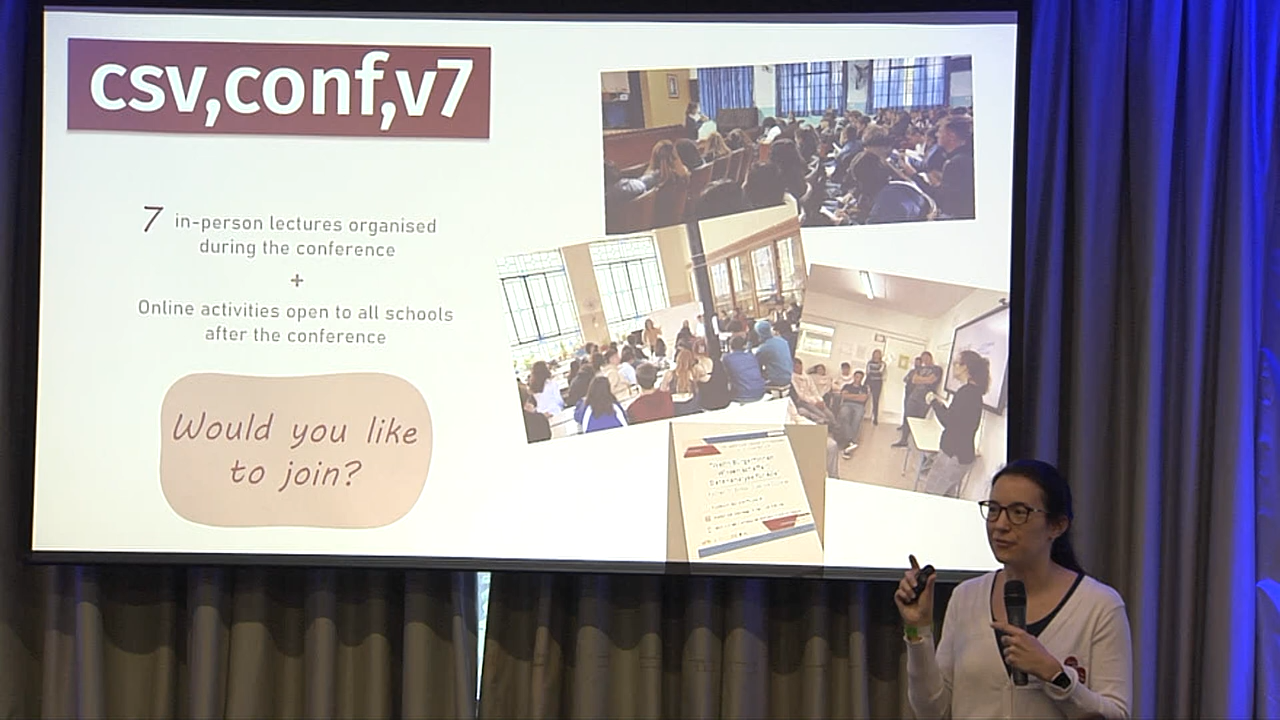 csv,conf,v7
7 in-person lectures organised
during the conference
+
Online activities open to all schools
after the conference
Would you like
to join?